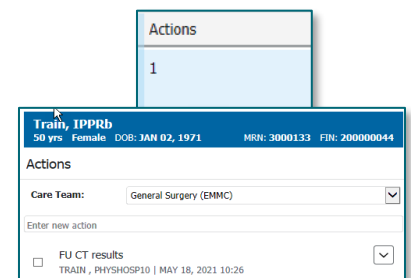 Actions
1
Train, IPPRb
50 yrs Female DOB: JAN 02, 1971 MRN: 3000133 FIN: 200000044
Actions
Care Team: General Surgery (EMMC)
Enter new action
FU CT results
TRAIN , PHYSHOSP10 | MAY 18, 2021 10:26